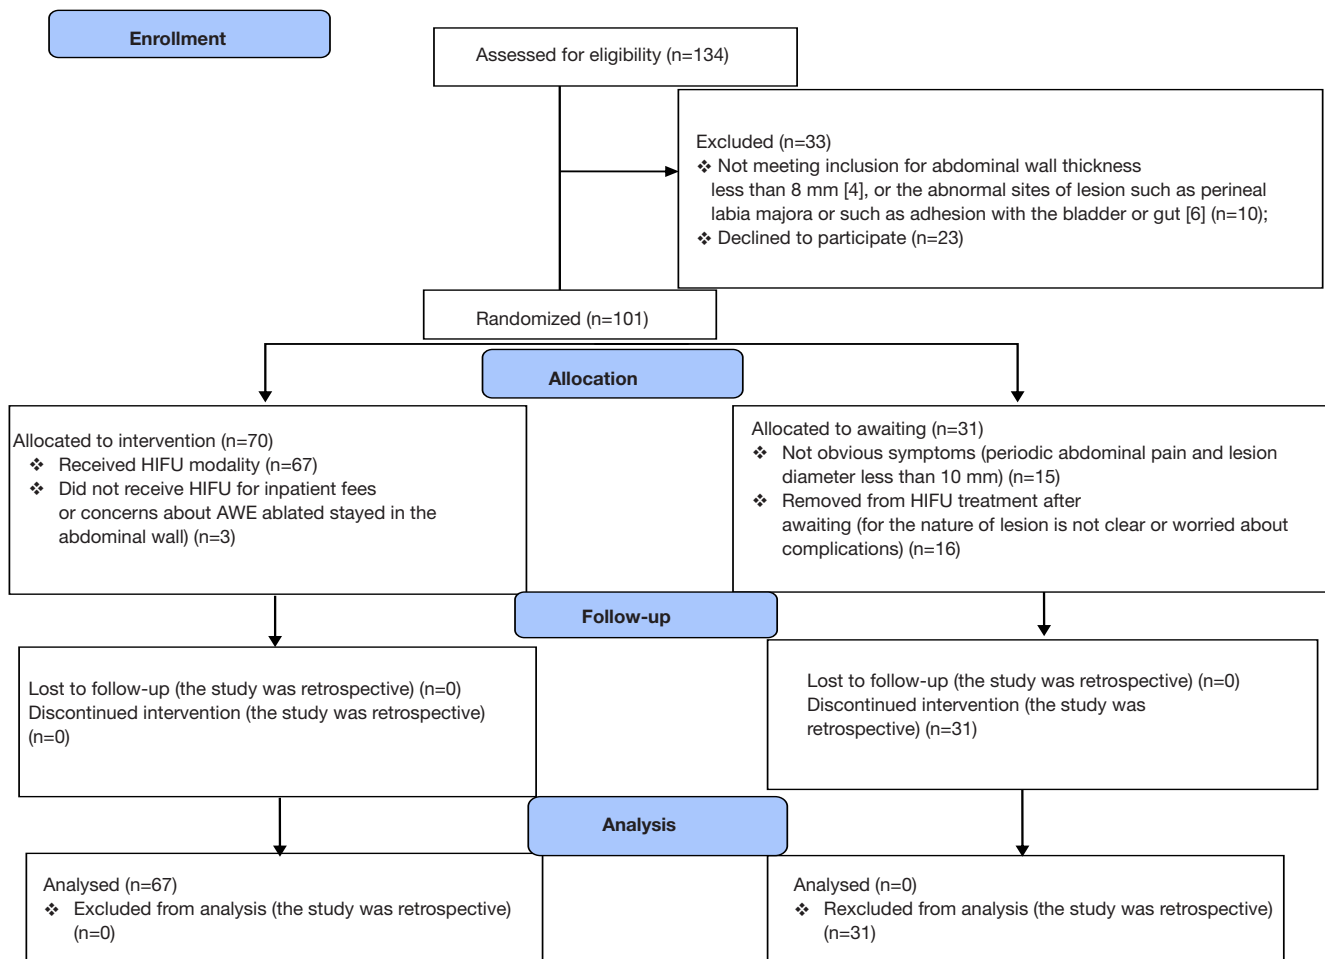 Enrollment
Assessed for eligibility (n=134)
Excluded (n=33)
❖ Not meeting inclusion for abdominal wall thickness
less than 8 mm [4], or the abnormal sites of lesion such as perineal
labia majora or such as adhesion with the bladder or gut [6] (n=10);
❖ Declined to participate (n=23)
Randomized (n=101)
Allocation
Allocated to intervention (n=70)
❖ Received HIFU modality (n=67)
❖ Did not receive HIFU for inpatient fees
or concerns about AWE ablated stayed in the
abdominal wall) (n=3)
Allocated to awaiting (n=31)
❖ Not obvious symptoms (periodic abdominal pain and lesion
diameter less than 10 mm) (n=15)
❖ Removed from HIFU treatment after
awaiting (for the nature of lesion is not clear or worried about
complications) (n=16)
Follow-up
Lost to follow-up (the study was retrospective) (n=0)
Discontinued intervention (the study was retrospective)
(n=0)
Lost to follow-up (the study was retrospective) (n=0)
Discontinued intervention (the study was
retrospective) (n=31)
Analysis
Analysed (n=67)
❖ Excluded from analysis (the study was retrospective)
(n=0)
Analysed (n=0)
❖ Rexcluded from analysis (the study was retrospective)
(n=31)